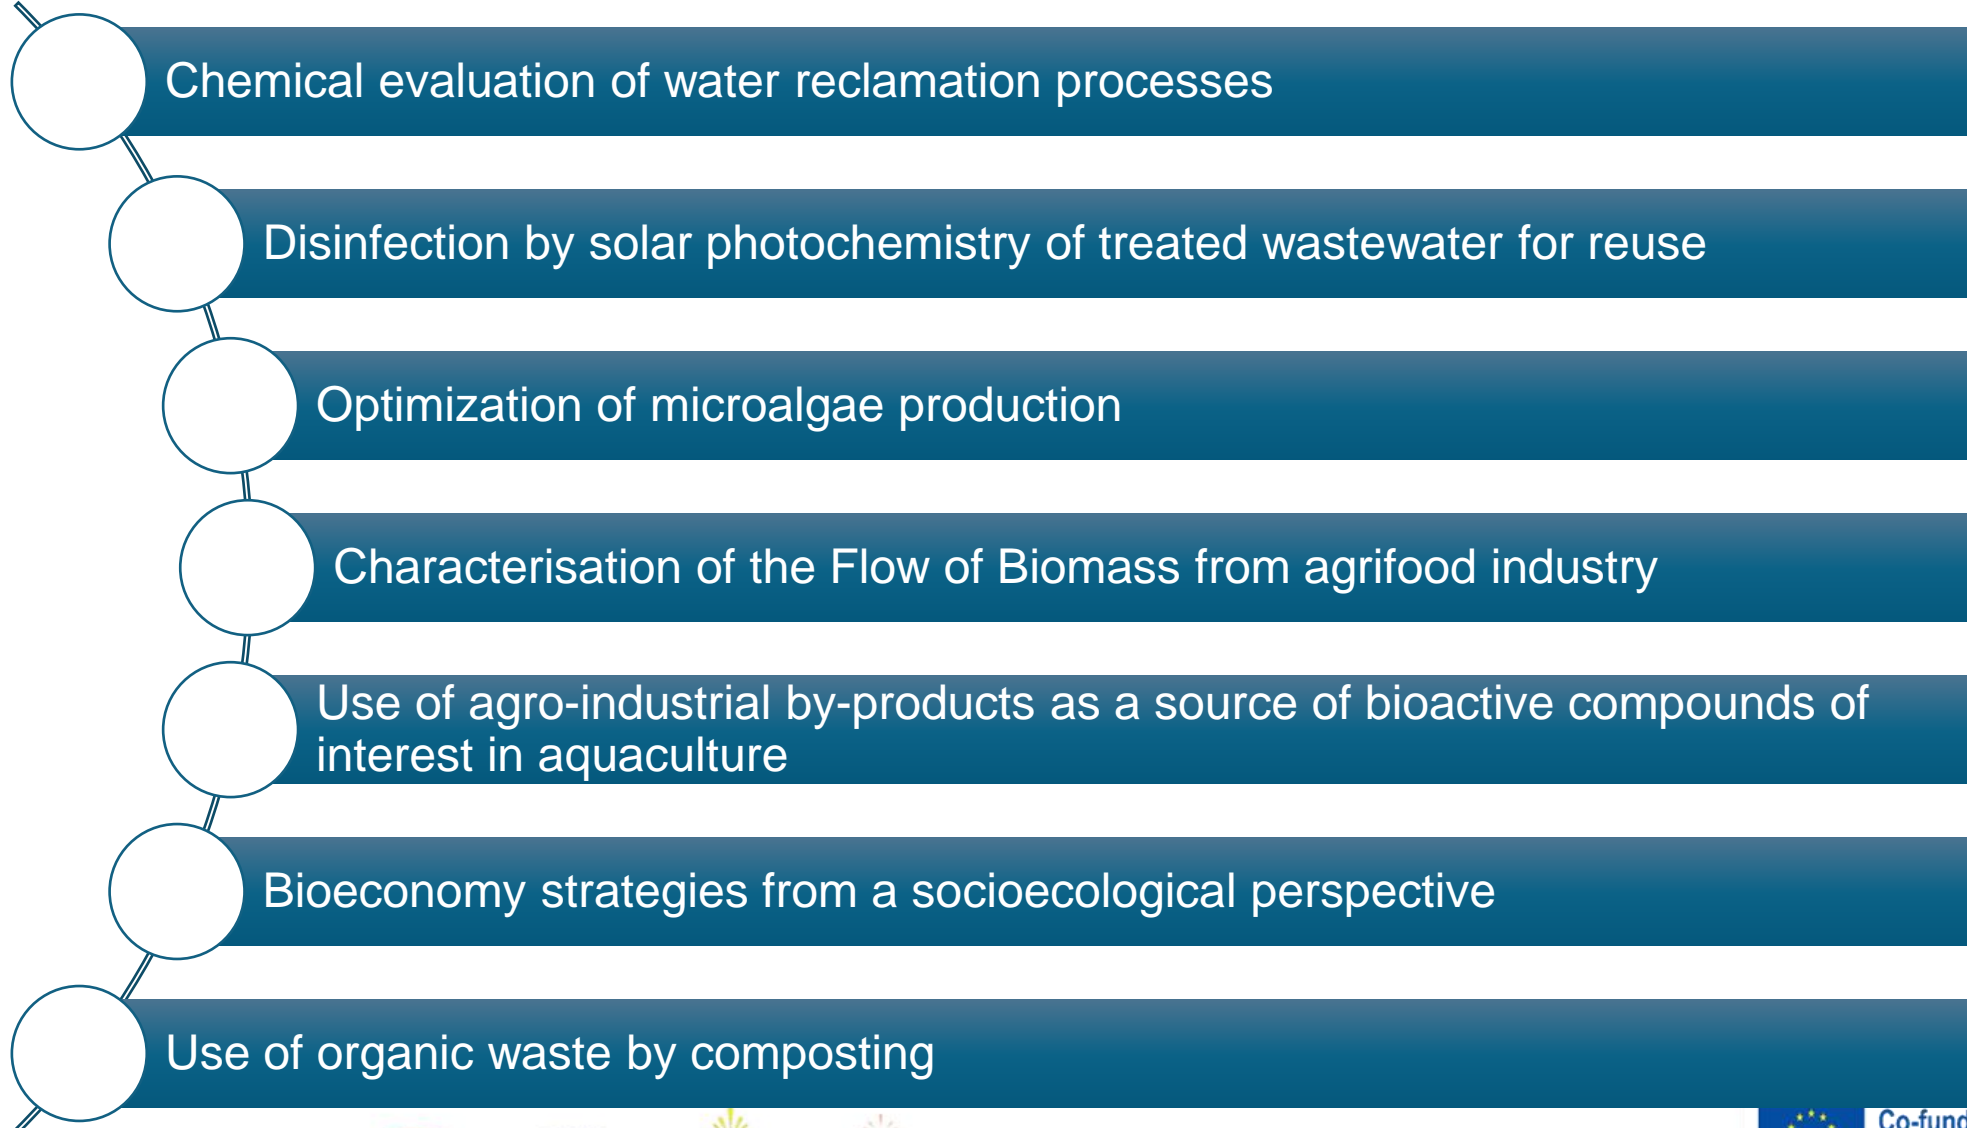 Chemical evaluation of water reclamation processes
Disinfection by solar photochemistry of treated wastewater for reuse
Optimization of microalgae production
Characterisation of the Flow of Biomass from agrifood industry
Use of agro-industrial by-products as a source of bioactive compounds of
interest in aquaculture
Bioeconomy strategies from a socioecological perspective
Use of organic waste by composting